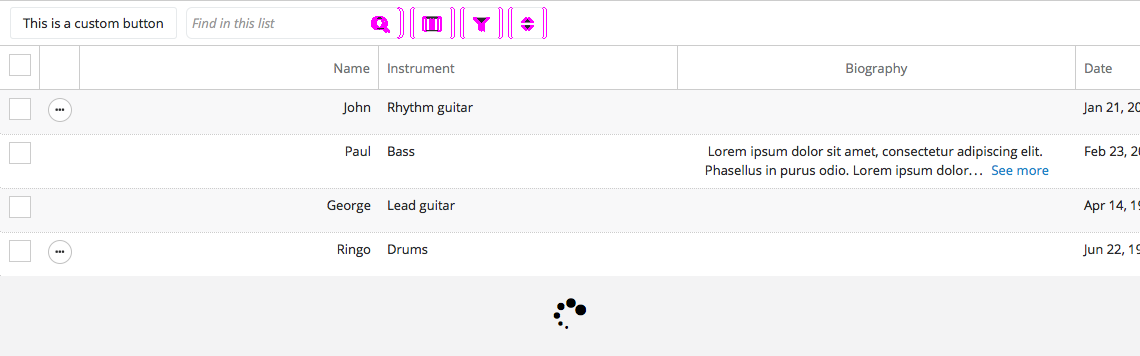 This is a custom button Find in this list
Name Instrument Biography Date
John Rhythm guitar Jan 21, 20
Paul Bass Lorem ipsum dolor sit amet, consectetur adipiscing elit. Feb 23, 20
Phasellus in purus odio. Lorem ipsum dolor... See more
George Lead guitar Apr 14, 19
Ringo Drums Jun 22, 19